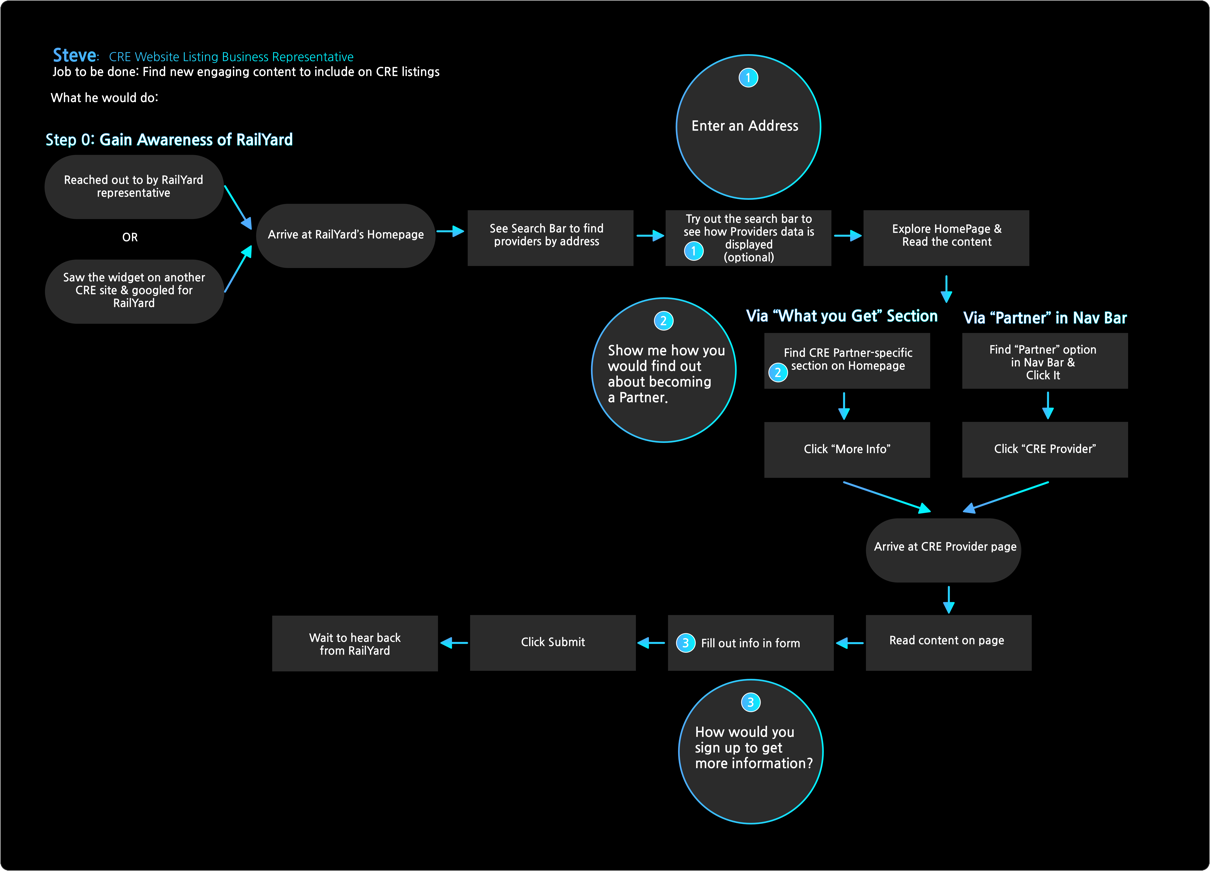 Steve: CRE Website Listing Business Representative
Job to be done: Find new engaging content to include on CRE listings
What he would do:
Step 0: Gain Awareness of RailYard
Reached out to by RailYard
representative
OR
Saw the widget on another
CRE site & googled for
RailYard
Arrive at RailYard's Homepage
See Search Bar to find
providers by address
1
Enter an Address
Try out the search bar to
see how Providers data is
displayed
1
(optional)
Explore HomePage &
Read the content
2
Show me how you
would find out
about becoming
a Partner.
Via “What you Get” Section
Find CRE Partner-specific
section on Homepage
2
Click “More Info”
Via “Partner” in Nav Bar
Find “Partner” option
in Nav Bar &
Click It
Click “CRE Provider”
Arrive at CRE Provider page
Read content on page
3 Fill out info in form
Click Submit
Wait to hear back
from RailYard
3
How would you
sign up to get
more information?